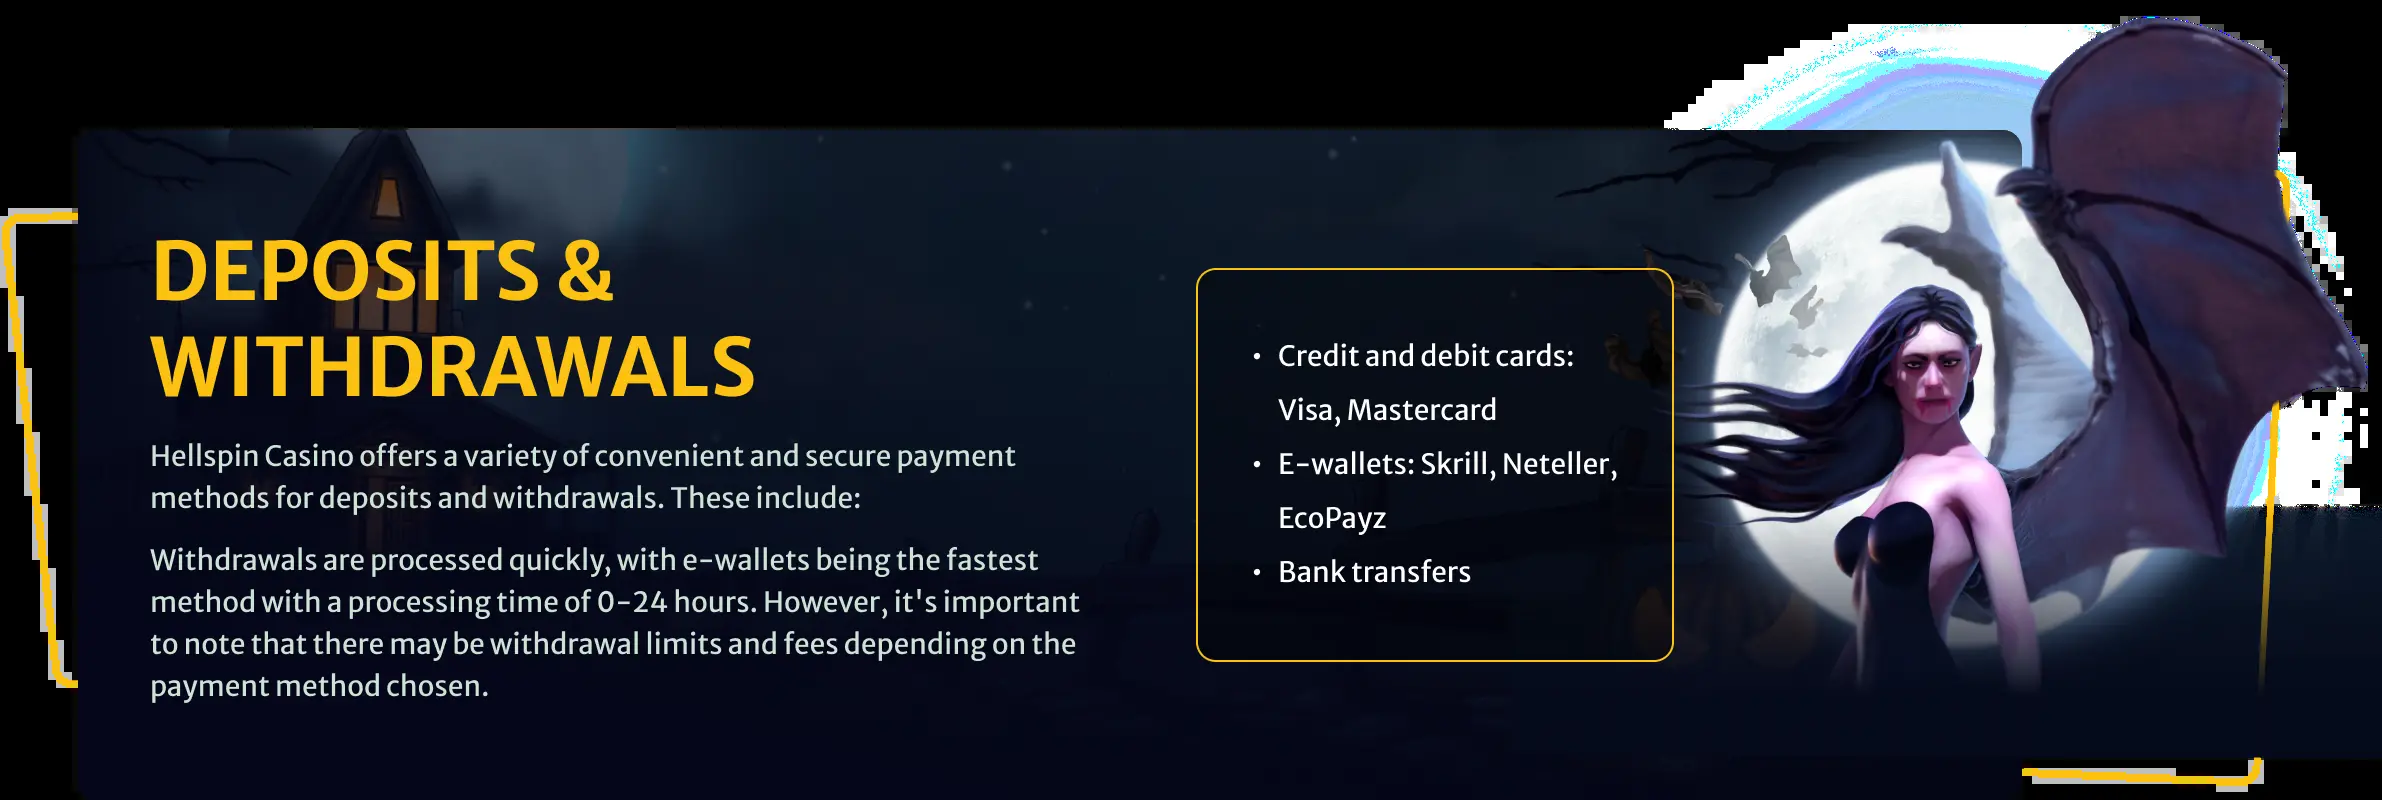 DEPOSITS &
WITHDRAWALS
Hellspin Casino offers a variety of convenient and secure payment
methods for deposits and withdrawals. These include:
Withdrawals are processed quickly, with e-wallets being the fastest
method with a processing time of 0-24 hours. However, it's important
to note that there may be withdrawal limits and fees depending on the
payment method chosen.
• Credit and debit cards:
Visa, Mastercard
• E-wallets: Skrill, Neteller,
EcoPayz
• Bank transfers